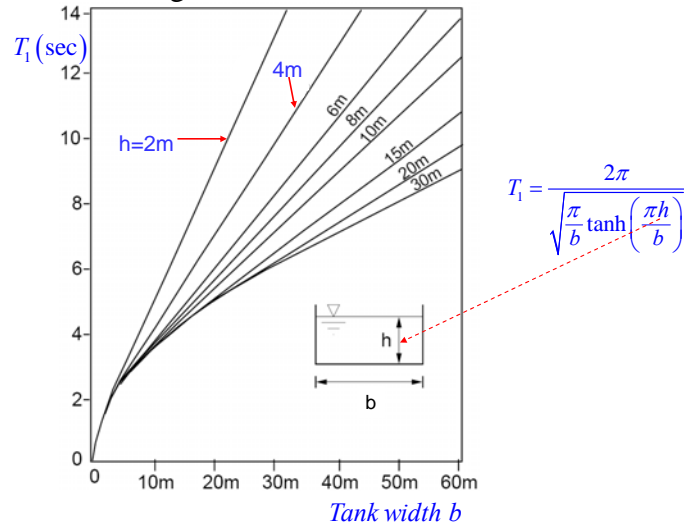 14
T₁(sec)
12
10
8
6
4
2
0
h=2m
4m
6m
8m
10m
15m
20m
30m
T₁ = 2π / √(π/b tanh(πh/b))
h
b
0 10m 20m 30m 40m 50m 60m
Tank width b